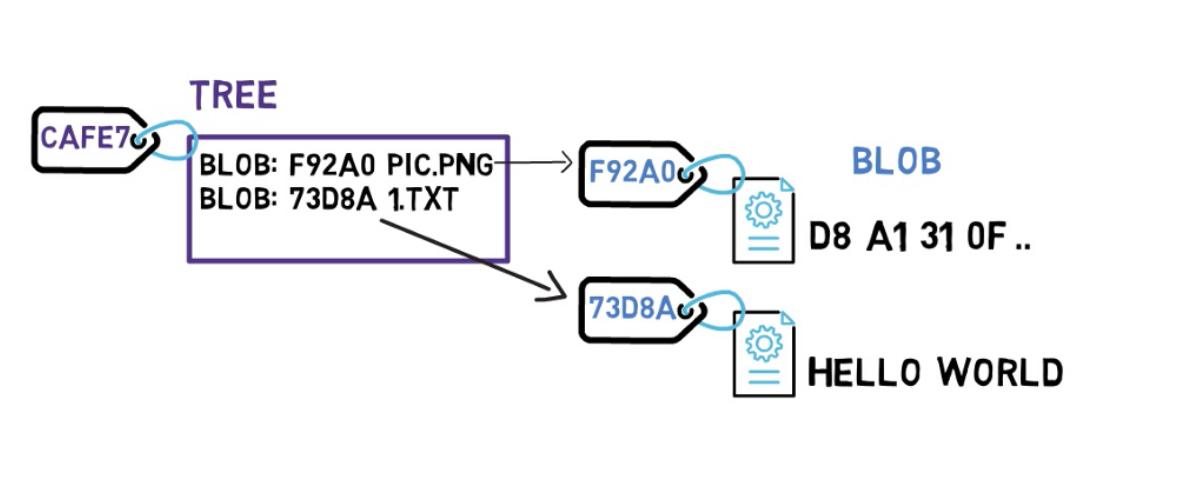 TREE
CAFE7
BLOB: F92A0 PIC.PNG
BLOB: 73D8A 1.TXT
F92A0
BLOB
D8 A1 31 0F ..
73D8A
HELLO WORLD